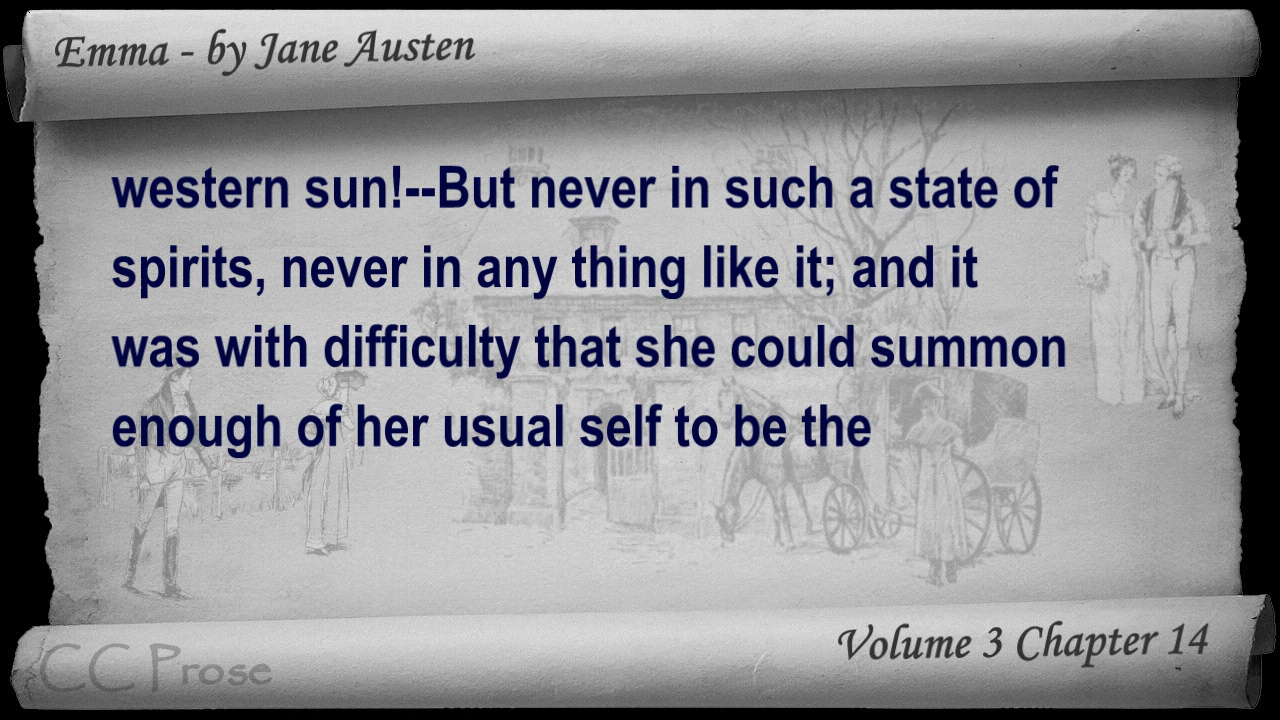 Emma - by Jane Austen
western sun!--But never in such a state of
spirits, never in any thing like it; and it
was with difficulty that she could summon
enough of her usual self to be the
Volume 3 Chapter 14
CC Prose